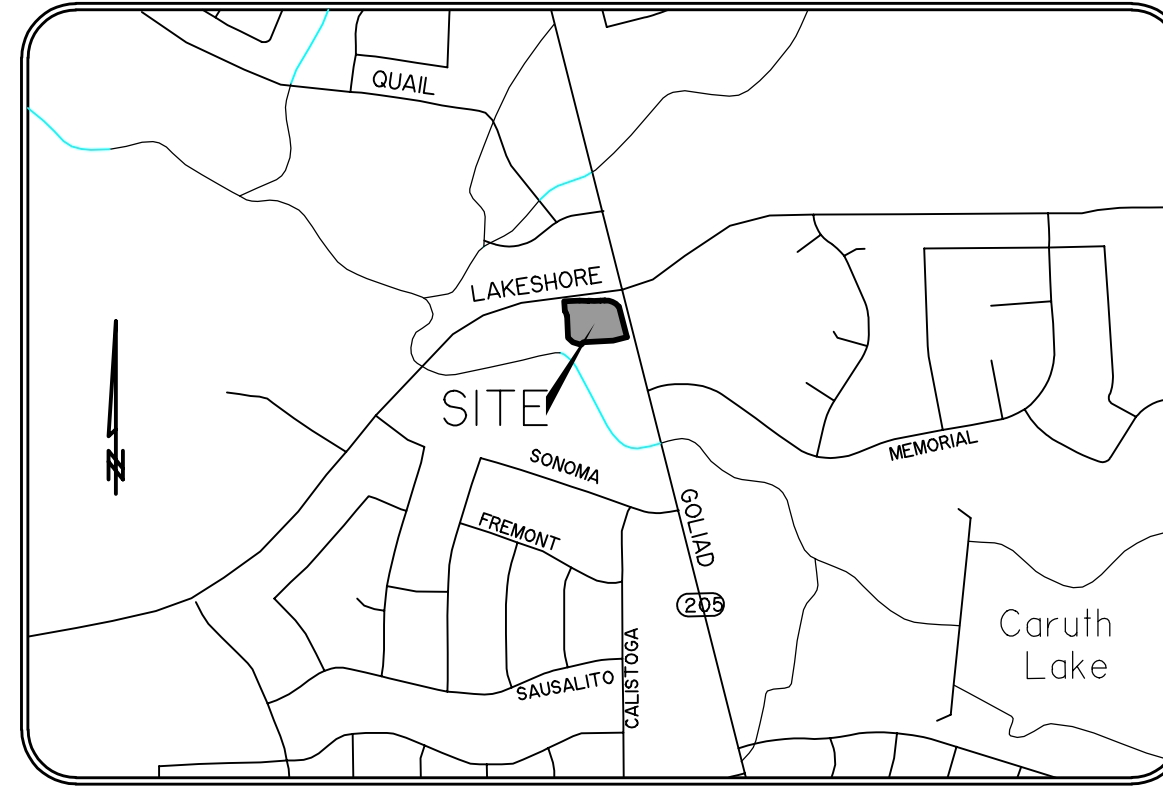 QUAIL
LAKESHORE
SITE
N
MEMORIAL
SONOMA
GOLIAD
FREMONT
205
Caruth
Lake
CALISTOGA
SAUSALITO